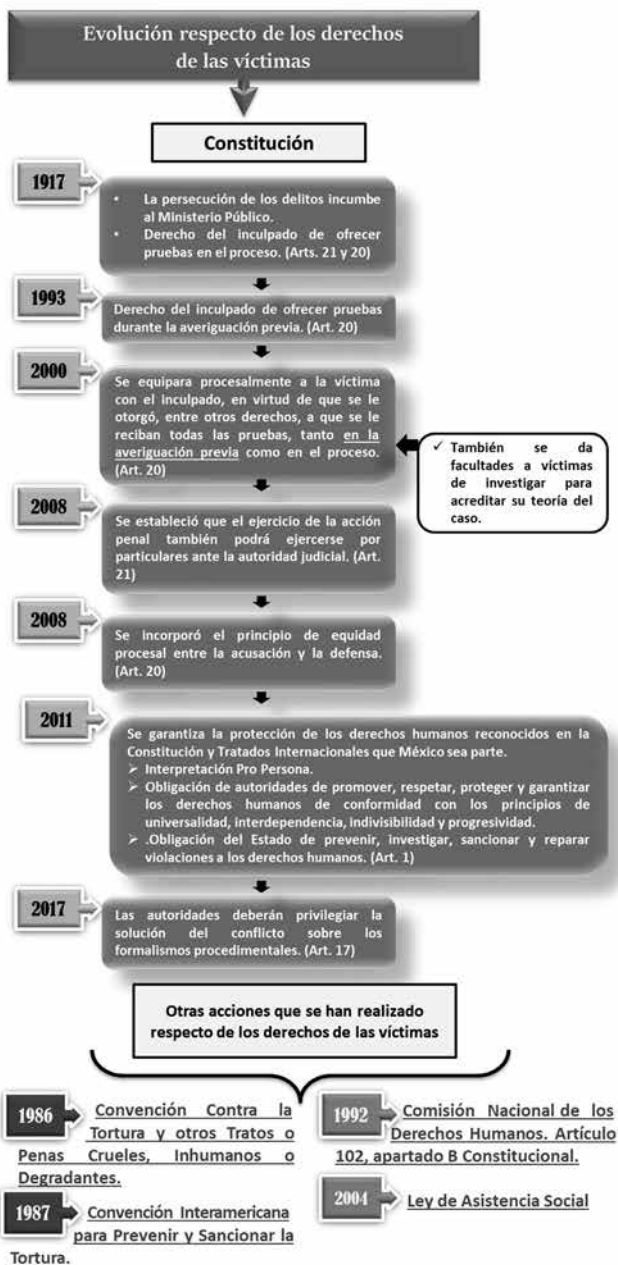 Evolución respecto de los derechos
de las víctimas
Constitución
1917
• La persecución de los delitos incumbe
al Ministerio Público.
• Derecho del inculpado de ofrecer
pruebas en el proceso. (Arts. 21 y 20)
1993
Derecho del inculpado de ofrecer pruebas
durante la averiguación previa. (Art. 20)
2000
Se equipara procesalmente a la víctima
con el inculpado, en virtud de que se le
otorgó, entre otros derechos, a que se le
reciban todas las pruebas, tanto en la
averiguación previa como en el proceso.
(Art. 20)
✓ También se da
facultades a víctimas
de investigar para
acreditar su teoría del
caso.
2008
Se estableció que el ejercicio de la acción
penal también podrá ejercerse por
particulares ante la autoridad judicial. (Art.
21)
2008
Se incorporó el principio de equidad
procesal entre la acusación y la defensa.
(Art. 20)
2011
Se garantiza la protección de los derechos humanos reconocidos en la
Constitución y Tratados Internacionales que México sea parte.
➢ Interpretación Pro Persona.
➢ Obligación de autoridades de promover, respetar, proteger y garantizar
los derechos humanos de conformidad con los principios de
universalidad, interdependencia, indivisibilidad y progresividad.
➢ .Obligación del Estado de prevenir, investigar, sancionar y reparar
violaciones a los derechos humanos. (Art. 1)
2017
Las autoridades deberán privilegiar la
solución del conflicto sobre los
formalismos procedimentales. (Art. 17)
Otras acciones que se han realizado
respecto de los derechos de las víctimas
1986
Convención Contra la
Tortura y otros Tratos o
Penas Crueles, Inhumanos o
Degradantes.
1987
Convención Interamericana
para Prevenir y Sancionar la
Tortura.
1992
Comisión Nacional de los
Derechos Humanos. Artículo
102, apartado B Constitucional.
2004
Ley de Asistencia Social